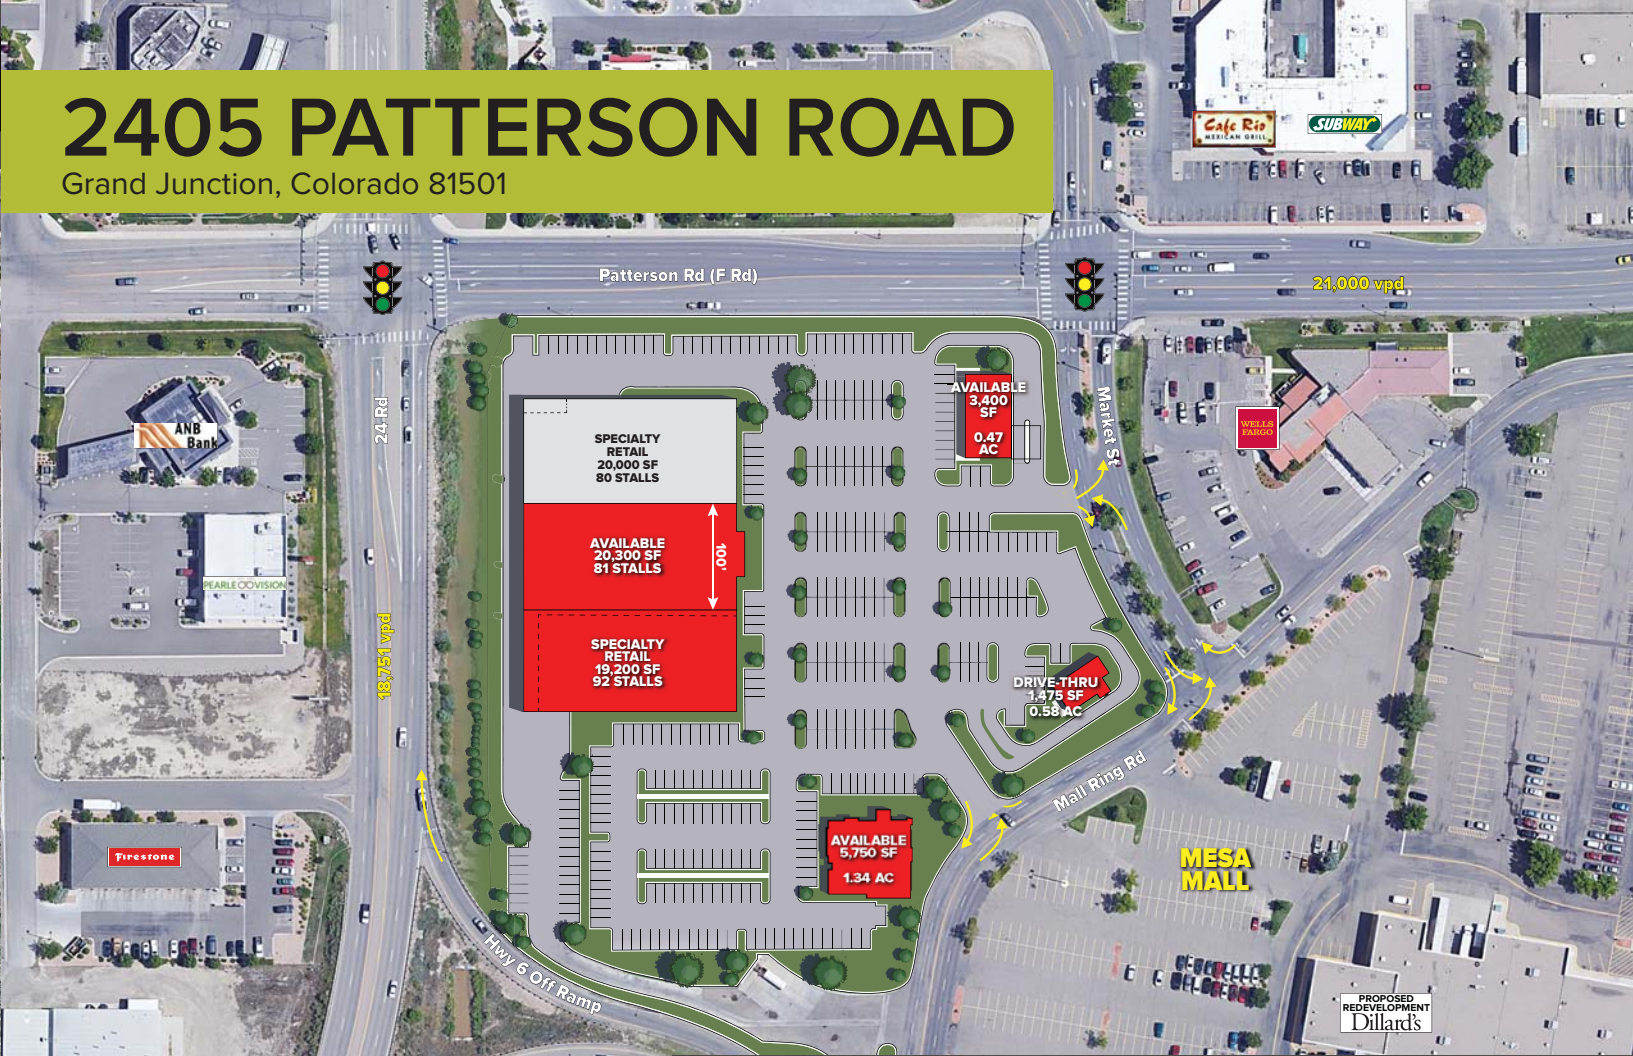 2405 PATTERSON ROAD
Grand Junction, Colorado 81501
Cafe Rio
MEXICAN GRILL
SUBWAY
Patterson Rd (F Rd)
21,000 vpd
24 Rd
Market St
ANB
Bank
WELLS
FARGO
AVAILABLE
3,400
SF
0.47
AC
SPECIALTY
RETAIL
20,000 SF
80 STALLS
AVAILABLE
20,300 SF
81 STALLS
100'
PEARLE VISION
18,751 vpd
SPECIALTY
RETAIL
19,200 SF
92 STALLS
DRIVE-THRU
1,475 SF
0.58 AC
Mall Ring Rd
Firestone
AVAILABLE
5,750 SF
1.34 AC
MESA
MALL
Hwy 6 Off Ramp
PROPOSED
REDEVELOPMENT
Dillard's